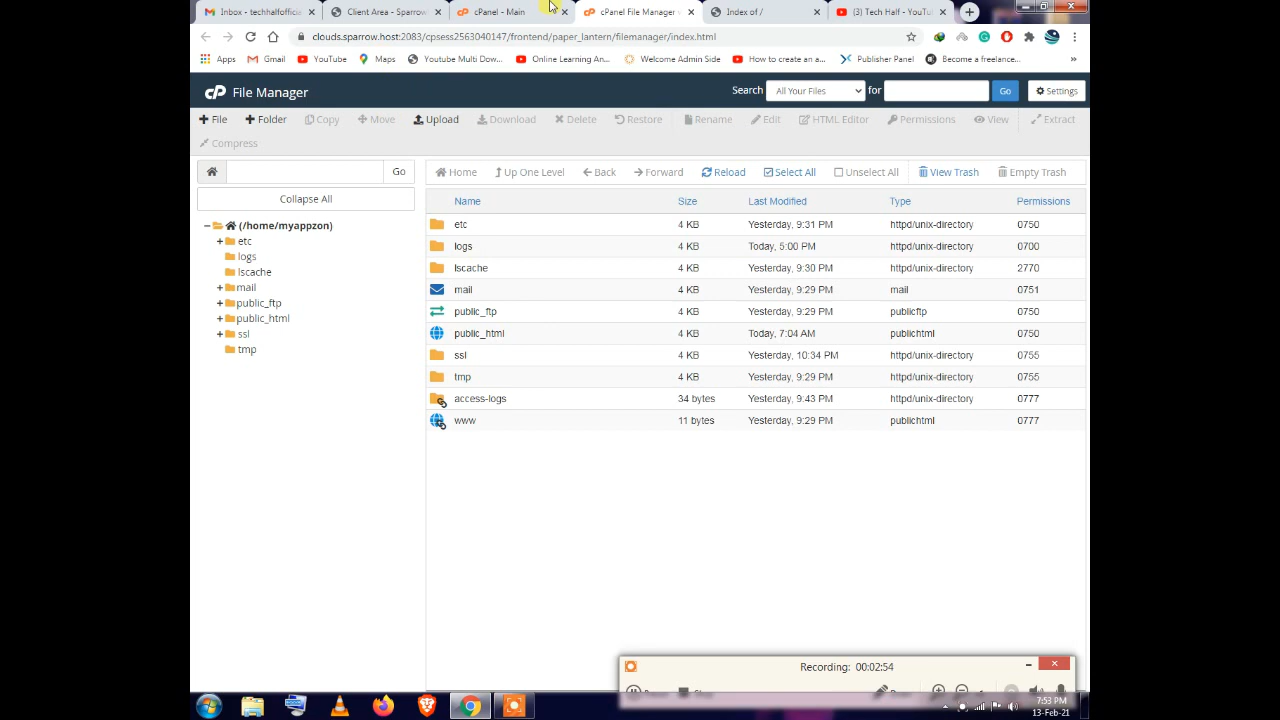 Inbox - techhalfoffici
Client Area - Sparrow
cPanel - Main
cPanel File Manager v
Index of /
(3) Tech Half - YouTu
clouds.sparrow.host:2083/cpsess2563040147/frontend/paper_lantern/filemanager/index.html
Apps
Gmail
YouTube
Maps
Youtube Multi Dow...
Online Learning An...
Welcome Admin Side
How to create an a...
Publisher Panel
Become a freelance...
»
cP File Manager
Search
All Your Files
for
Go
Settings
File
Folder
Copy
Move
Upload
Download
Delete
Restore
Rename
Edit
HTML Editor
Permissions
View
Extract
Compress
Go
Home
Up One Level
Back
Forward
Reload
Select All
Unselect All
View Trash
Empty Trash
Collapse All
(/home/myappzon)
etc
logs
lscache
mail
public_ftp
public_html
ssl
tmp
Name Size Last Modified Type Permissions
etc 4 KB Yesterday, 9:31 PM httpd/unix-directory 0750
logs 4 KB Today, 5:00 PM httpd/unix-directory 0700
lscache 4 KB Yesterday, 9:30 PM httpd/unix-directory 2770
mail 4 KB Yesterday, 9:29 PM mail 0751
public_ftp 4 KB Yesterday, 9:29 PM publicftp 0750
public_html 4 KB Today, 7:04 AM publichtml 0750
ssl 4 KB Yesterday, 10:34 PM httpd/unix-directory 0755
tmp 4 KB Yesterday, 9:29 PM httpd/unix-directory 0755
access-logs 34 bytes Yesterday, 9:43 PM httpd/unix-directory 0777
www 11 bytes Yesterday, 9:29 PM publichtml 0777
Recording: 00:02:54
7:53 PM
13-Feb-21